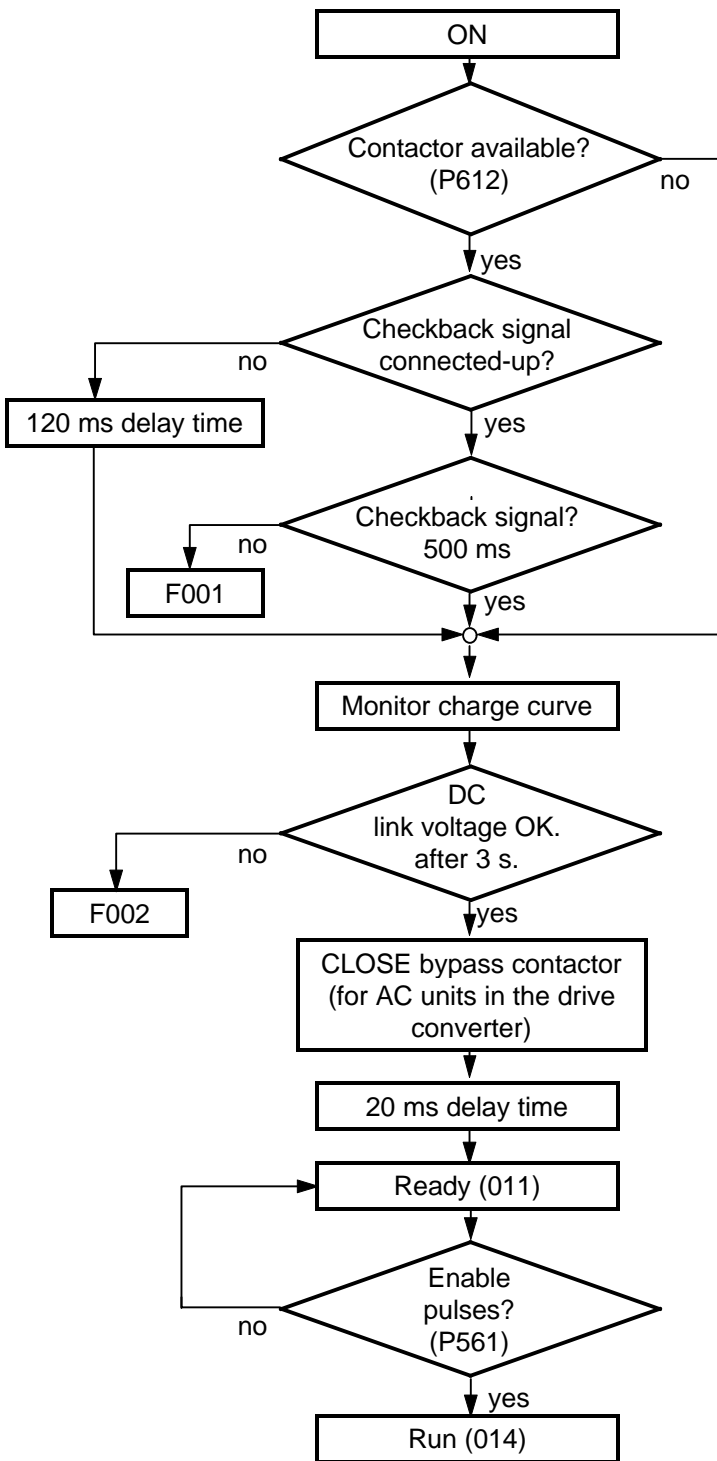 ON
Contactor available?
(P612)
no
yes
Checkback signal
connected-up?
no
120 ms delay time
yes
Checkback signal?
500 ms
no
F001
yes
Monitor charge curve
DC
link voltage OK.
after 3 s.
no
F002
yes
CLOSE bypass contactor
(for AC units in the drive
converter)
20 ms delay time
Ready (011)
Enable
pulses?
(P561)
no
yes
Run (014)